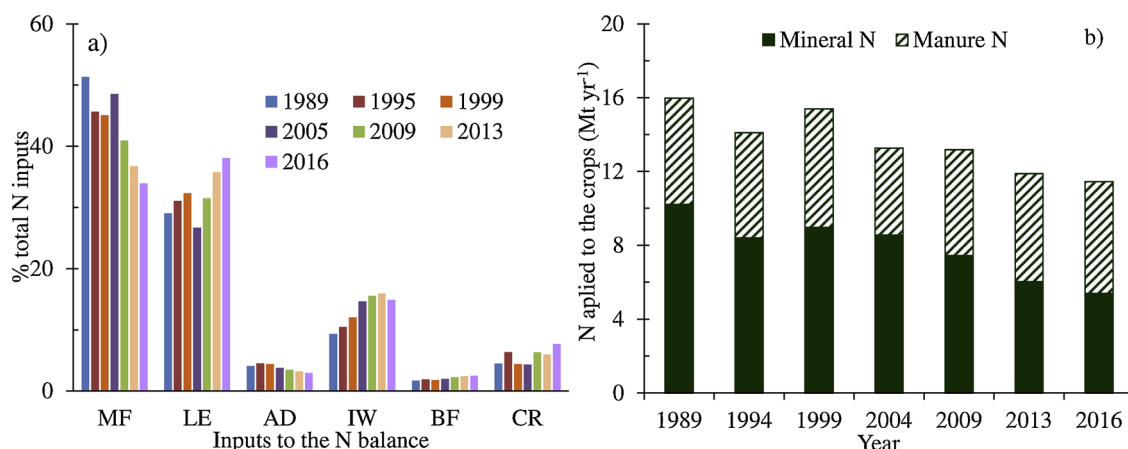 a)
60
40
20
0
% total N inputs
1989 1995 1999
2005 2009 2013
2016
MF LE AD IW BF CR
Inputs to the N balance
b)
Mineral N Manure N
20
16
12
8
4
0
N aplied to the crops (Mt yr⁻¹)
1989 1994 1999 2004 2009 2013 2016
Year